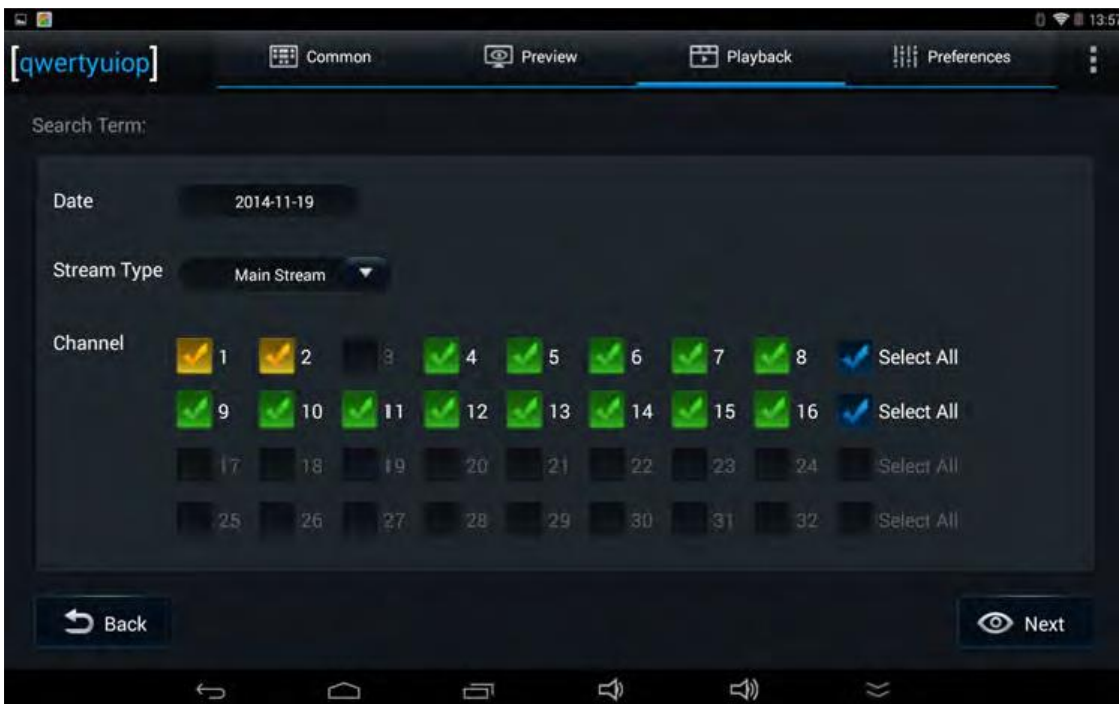 13:57
[qwertyuiop] Common Preview Playback Preferences
Search Term:
Date 2014-11-19
Stream Type Main Stream
Channel 1 2 3 4 5 6 7 8 Select All
9 10 11 12 13 14 15 16 Select All
17 18 19 20 21 22 23 24 Select All
25 26 27 28 29 30 31 32 Select All
Back Next